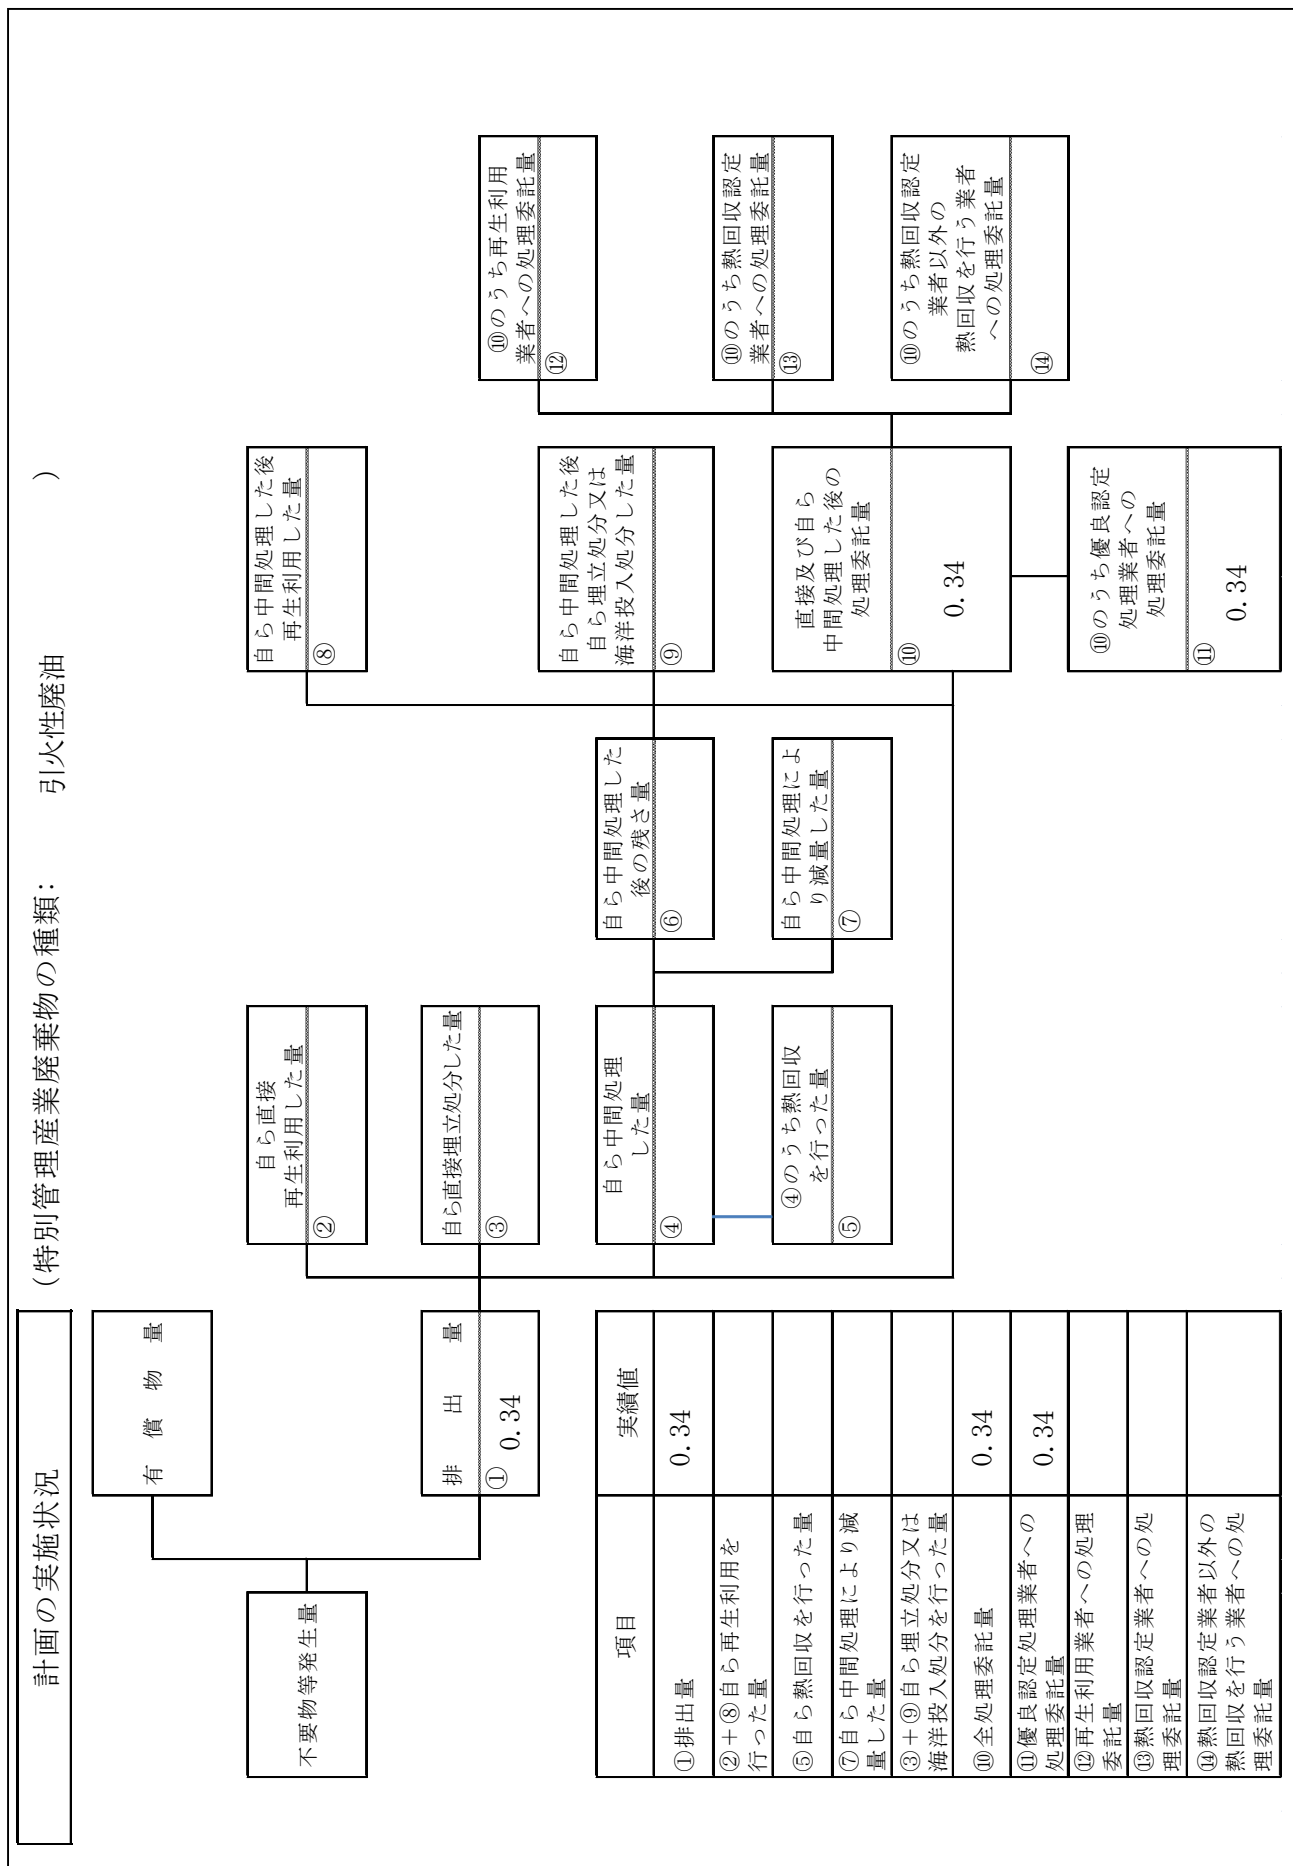 計画の実施状況
(特別管理産業廃棄物の種類： 引火性廃油 )
不要物等発生量
有償物量
排出量
① 0.34
自ら直接
再生利用した量
②
自ら直接埋立処分した量
③
自ら中間処理
した量
④
④のうち熱回収
を行った量
⑤
自ら中間処理した
後の残さ量
⑥
自ら中間処理によ
り減量した量
⑦
自ら中間処理した後
再生利用した量
⑧
自ら中間処理した後
自ら埋立処分又は
海洋投入処分した量
⑨
直接及び自ら
中間処理した後の
処理委託量
⑩ 0.34
⑩のうち優良認定
処理業者への
処理委託量
⑪ 0.34
⑩のうち再生利用
業者への処理委託量
⑫
⑩のうち熱回収認定
業者への処理委託量
⑬
⑩のうち熱回収認定
業者以外の
熱回収を行う業者
への処理委託量
⑭
項目 実績値
①排出量 0.34
②＋⑧自ら再生利用を
行った量
⑤自ら熱回収を行った量
⑦自ら中間処理により減
量した量
③＋⑨自ら埋立処分又は
海洋投入処分を行った量
⑩全処理委託量 0.34
⑪優良認定処理業者への
処理委託量 0.34
⑫再生利用業者への処理
委託量
⑬熱回収認定業者への処
理委託量
⑭熱回収認定業者以外の
熱回収を行う業者への処
理委託量